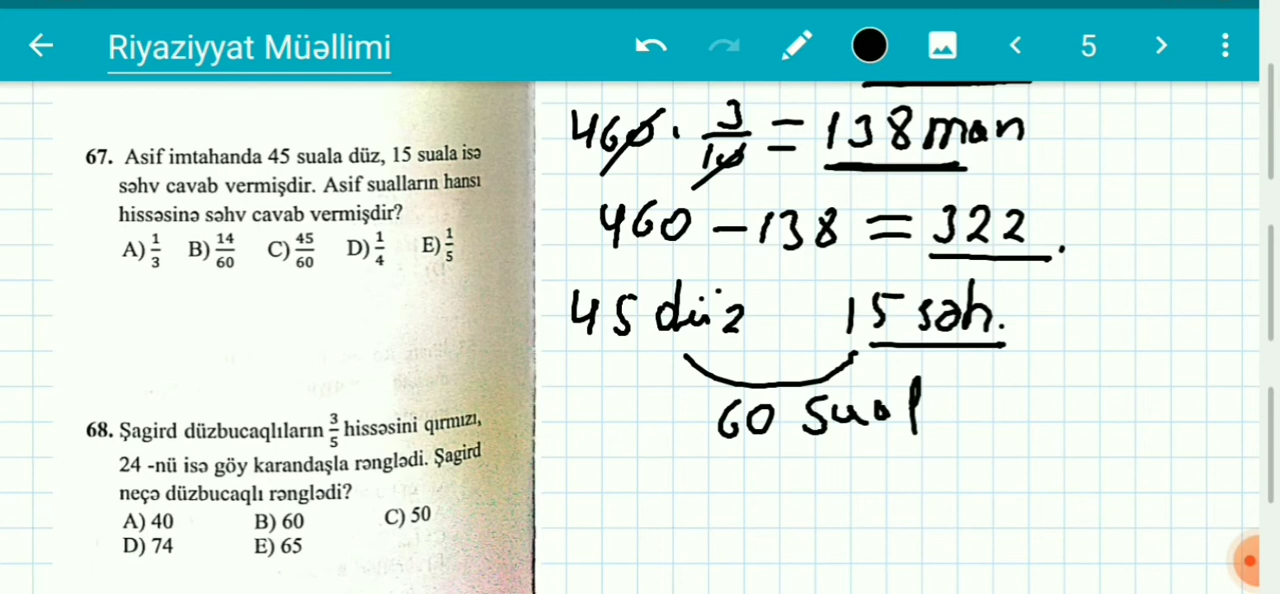 Riyaziyyat Müəllimi
5
67. Asif imtahanda 45 suala düz, 15 suala isə
səhv cavab vermişdir. Asif sualların hansı
hissəsinə səhv cavab vermişdir?
A) 1/3 B) 14/60 C) 45/60 D) 1/4 E) 1/5
68. Şagird düzbucaqlıların 3/5 hissəsini qırmızı,
24 -nü isə göy karandaşla rənglədi. Şagird
neçə düzbucaqlı rənglədi?
A) 40 B) 60 C) 50
D) 74 E) 65
460 · 3/10 = 138 man
460 - 138 = 322.
45 düz 15 səh.
60 sual